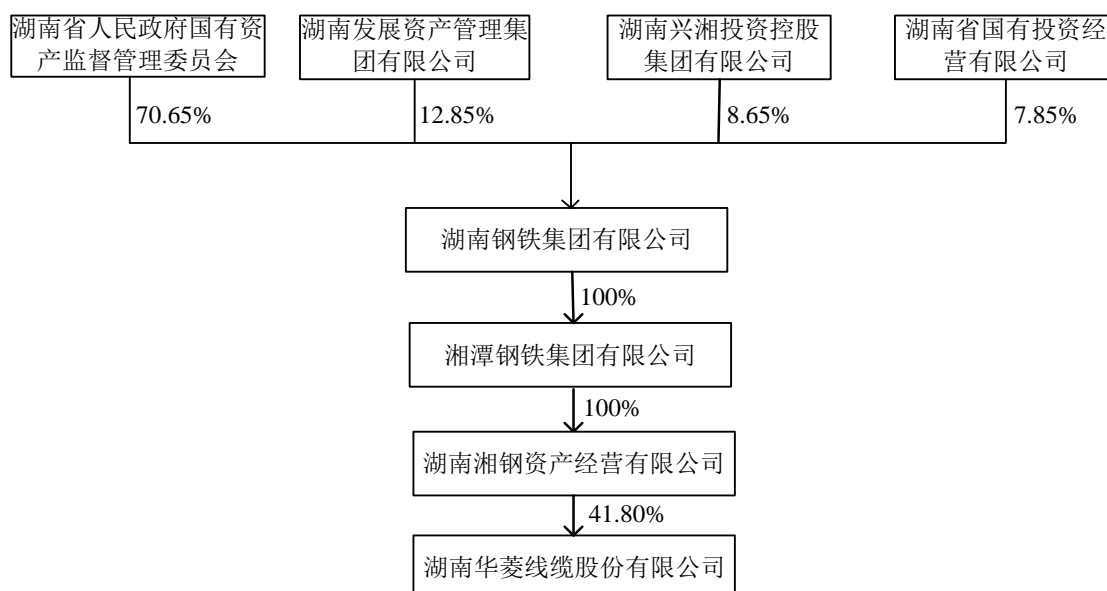 湖南省人民政府国有资
产监督管理委员会
湖南发展资产管理集
团有限公司
湖南兴湘投资控股
集团有限公司
湖南省国有投资经
营有限公司
70.65%
12.85%
8.65%
7.85%
湖南钢铁集团有限公司
100%
湘潭钢铁集团有限公司
100%
湖南湘钢资产经营有限公司
41.80%
湖南华菱线缆股份有限公司